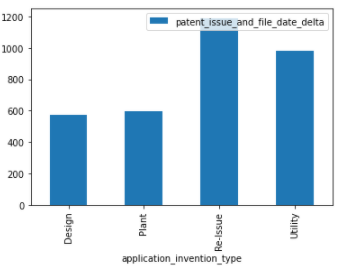 1200
1000
800
600
400
200
0
patent_issue_and_file_date_delta
Design
Plant
Re-Issue
Utility
application_invention_type